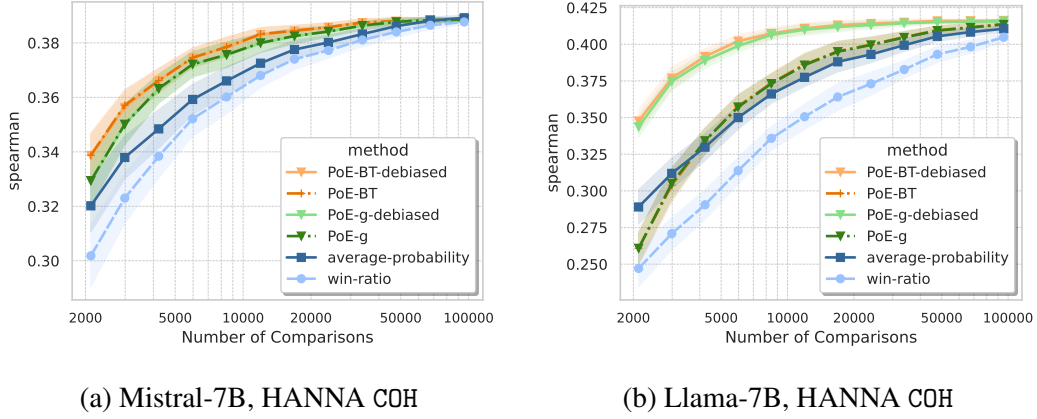 0.38
0.36
0.34
0.32
0.30
spearman
method
PoE-BT-debiased
PoE-BT
PoE-g-debiased
PoE-g
average-probability
win-ratio
2000 5000 10000 20000 50000 100000
Number of Comparisons
(a) Mistral-7B, HANNA COH
0.425
0.400
0.375
0.350
0.325
0.300
0.275
0.250
spearman
method
PoE-BT-debiased
PoE-BT
PoE-g-debiased
PoE-g
average-probability
win-ratio
2000 5000 10000 20000 50000 100000
Number of Comparisons
(b) Llama-7B, HANNA COH